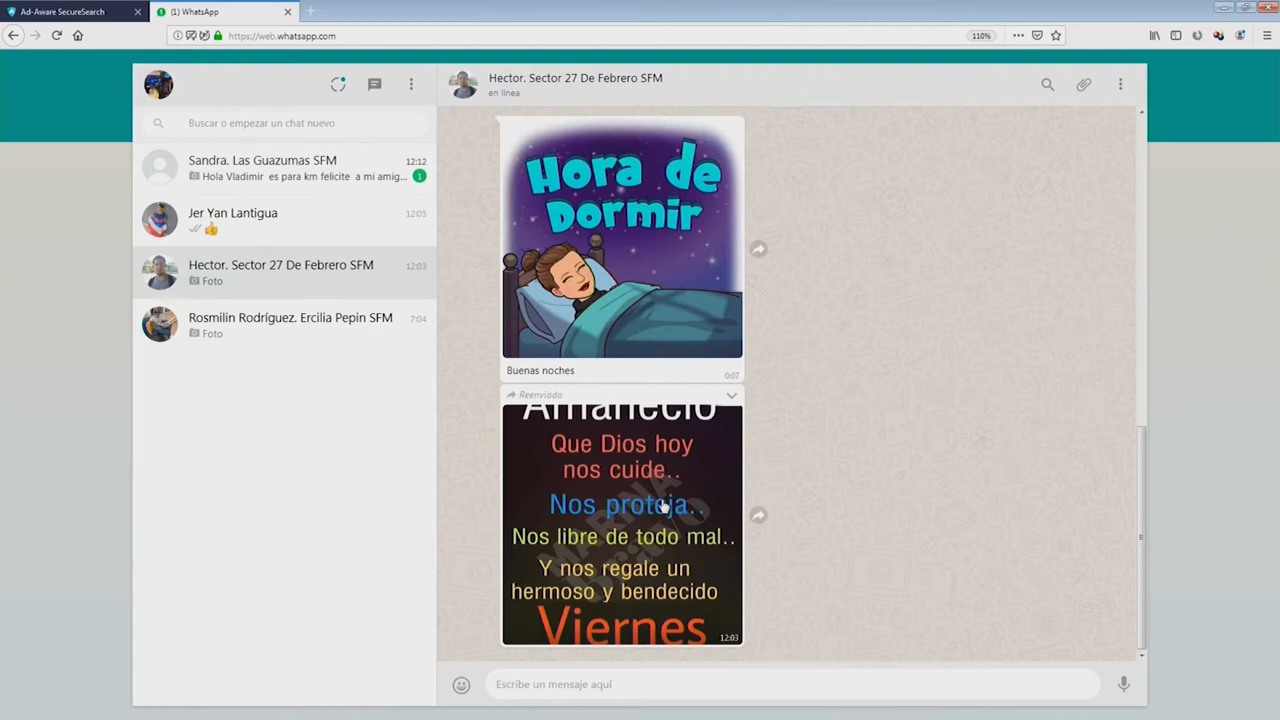 Ad-Aware SecureSearch
(1) WhatsApp
https://web.whatsapp.com
110%
Hector. Sector 27 De Febrero SFM
en línea
Buscar o empezar un chat nuevo
Sandra. Las Guazumas SFM
12:12
Hola Vladimir es para km felicite a mi amig...
1
Jer Yan Lantigua
12:05
Hector. Sector 27 De Febrero SFM
12:03
Foto
Rosmilin Rodríguez. Ercilia Pepin SFM
7:04
Foto
Hora de
Dormir
Buenas noches
0:07
Reenviado
Amaneció
Que Dios hoy
nos cuide..
Nos proteja..
Nos libre de todo mal..
Y nos regale un
hermoso y bendecido
Viernes
12:03
MARINA
bravo
Escribe un mensaje aquí